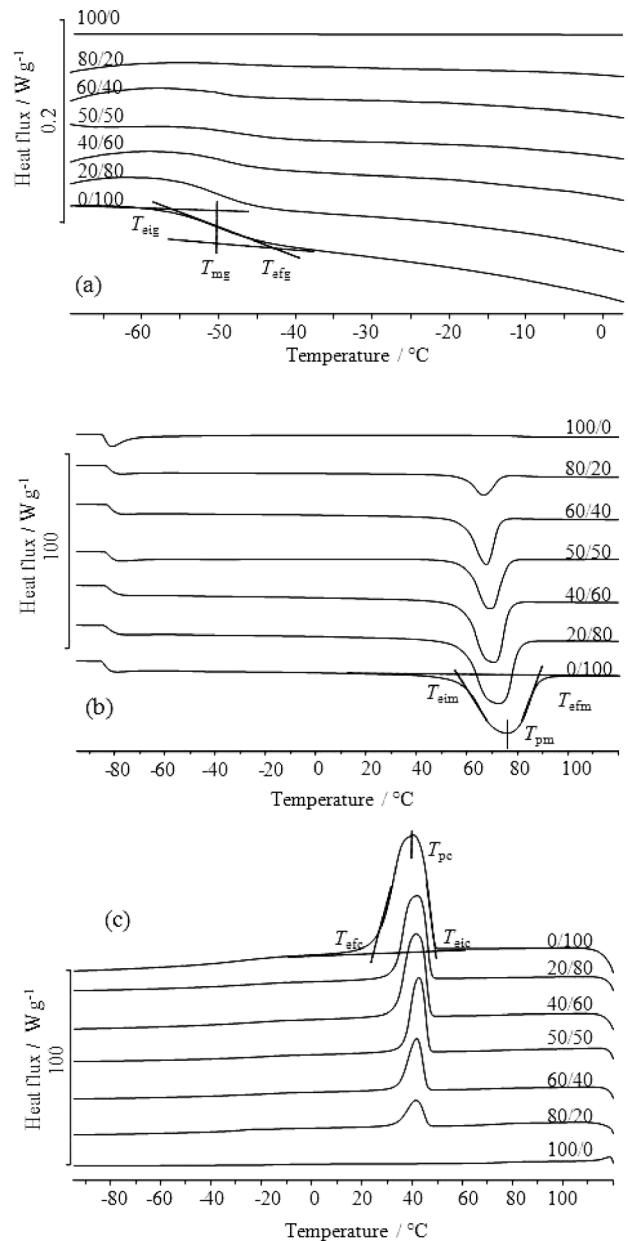 100/0
80/20
60/40
50/50
40/60
20/80
0/100
Heat flux / W g-1
0.2
Teig
Tmg
Tefg
(a)
-60 -50 -40 -30 -20 -10 0
Temperature / °C
100/0
80/20
60/40
50/50
40/60
20/80
0/100
Heat flux / W g-1
100
Teim
Tefm
Tpm
(b)
-80 -60 -40 -20 0 20 40 60 80 100
Temperature / °C
(c)
Tpc
Tefc
Teic
0/100
20/80
40/60
50/50
60/40
80/20
100/0
Heat flux / W g-1
100
-80 -60 -40 -20 0 20 40 60 80 100
Temperature / °C